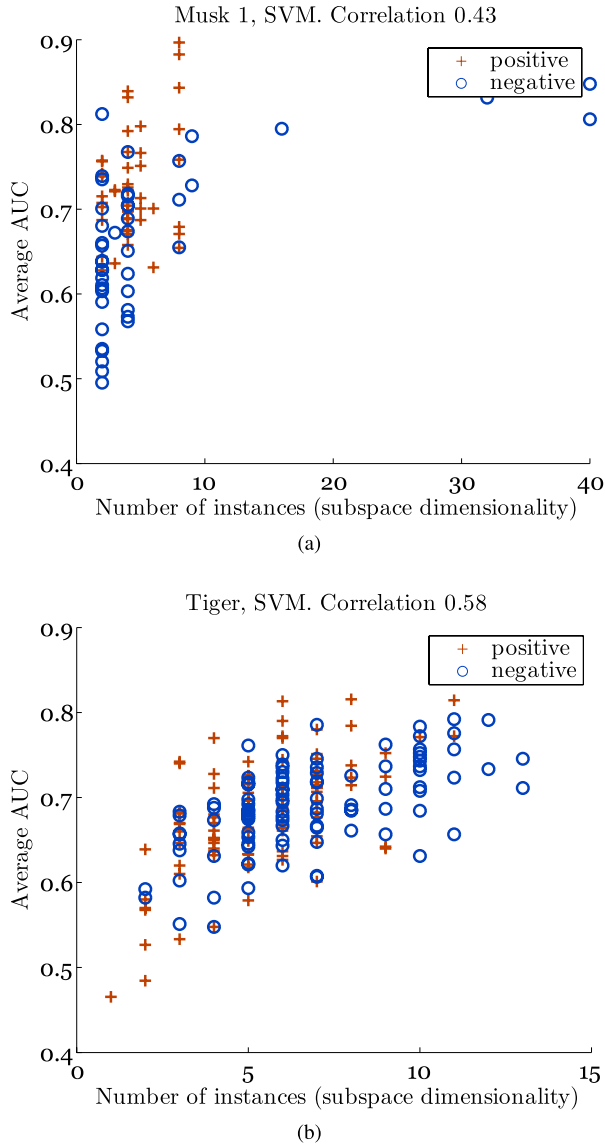 Musk 1, SVM. Correlation 0.43
0.9
positive
negative
0.8
0.7
Average AUC
0.6
0.5
0.4
0 10 20 30 40
Number of instances (subspace dimensionality)
(a)
Tiger, SVM. Correlation 0.58
0.9
positive
negative
0.8
0.7
Average AUC
0.6
0.5
0.4
0 5 10 15
Number of instances (subspace dimensionality)
(b)